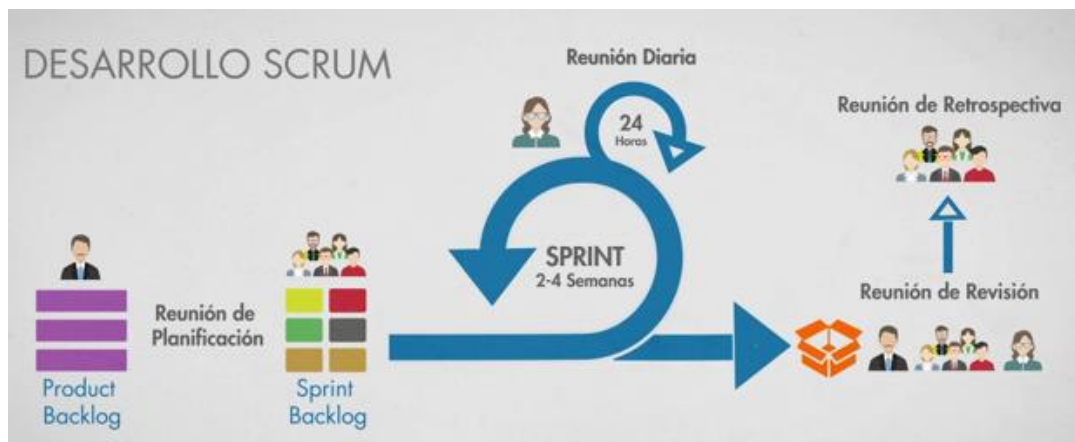 DESARROLLO SCRUM
Reunión Diaria
24
Horas
Reunión de Retrospectiva
SPRINT
2-4 Semanas
Reunión de Revisión
Reunión de
Planificación
Product
Backlog
Sprint
Backlog